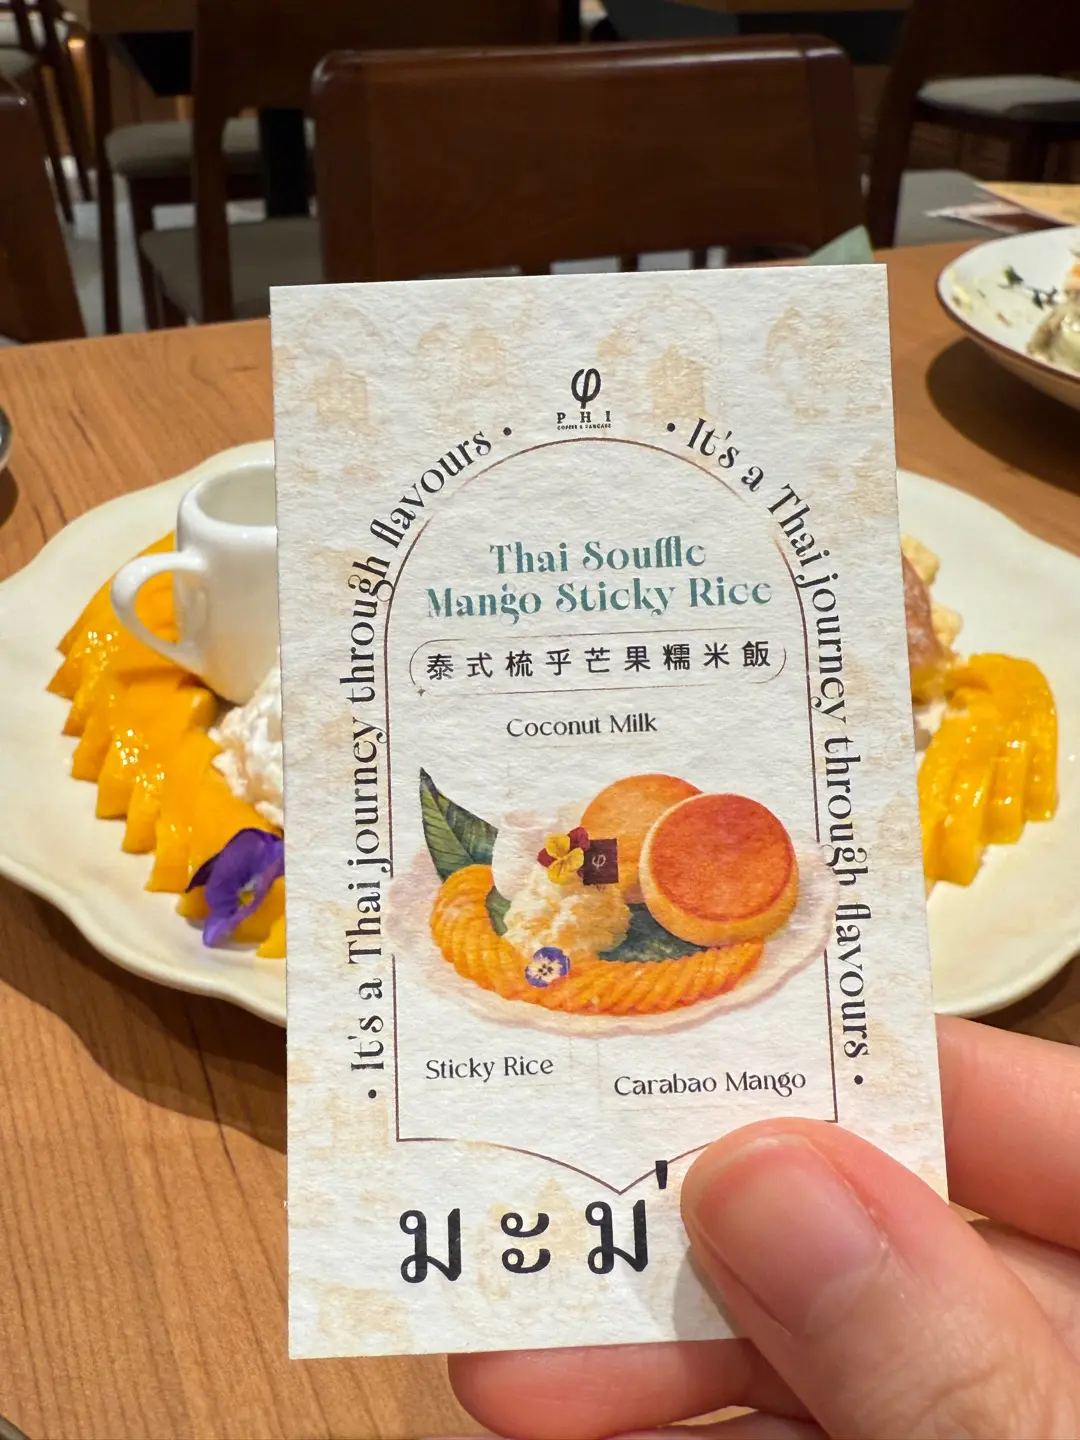 φ
PHI
COFFEE & PANCAKE
• It's a Thai journey through flavours •
• It's a Thai journey through flavours •
Thai Souffle
Mango Sticky Rice
泰式梳乎芒果糯米飯
Coconut Milk
φ
Sticky Rice
Carabao Mango
มะม่